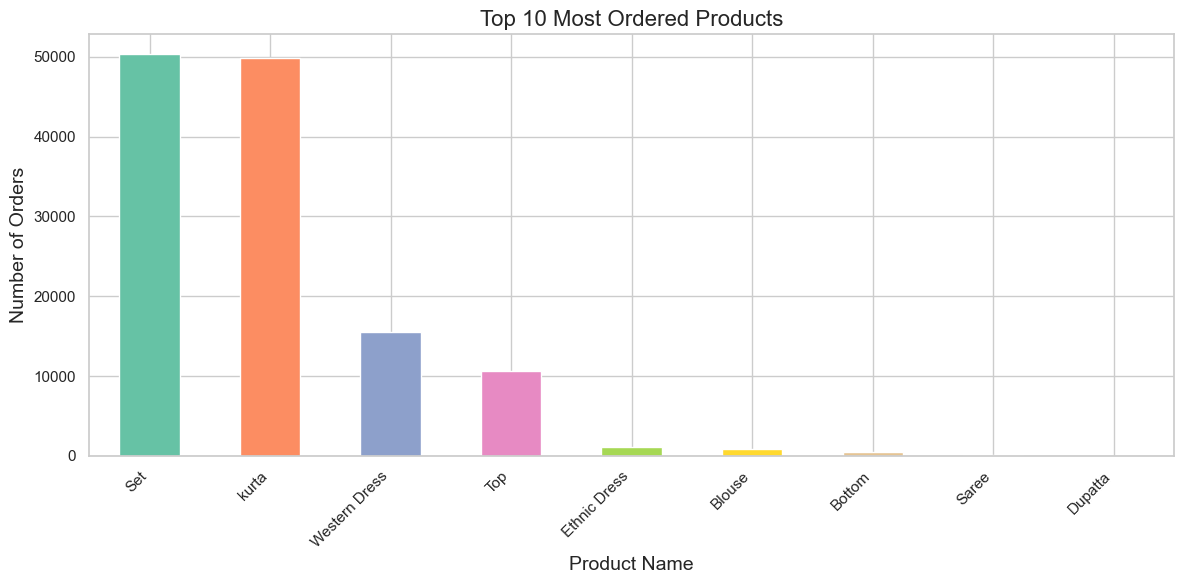 Top 10 Most Ordered Products
Number of Orders
50000
40000
30000
20000
10000
0
Set
kurta
Western Dress
Top
Ethnic Dress
Blouse
Bottom
Saree
Dupatta
Product Name